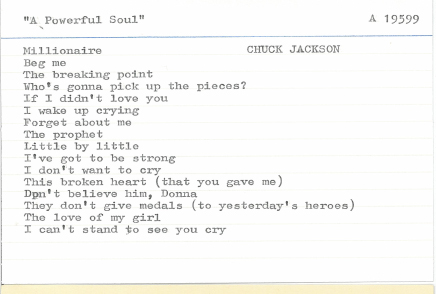 "A Powerful Soul" A 19599
Millionaire CHUCK JACKSON
Beg me
The breaking point
Who's gonna pick up the pieces?
If I didn't love you
I wake up crying
Forget about me
The prophet
Little by little
I've got to be strong
I don't want to cry
This broken heart (that you gave me)
Dpn't believe him, Donna
They don't give medals (to yesterday's heroes)
The love of my girl
I can't stand to see you cry